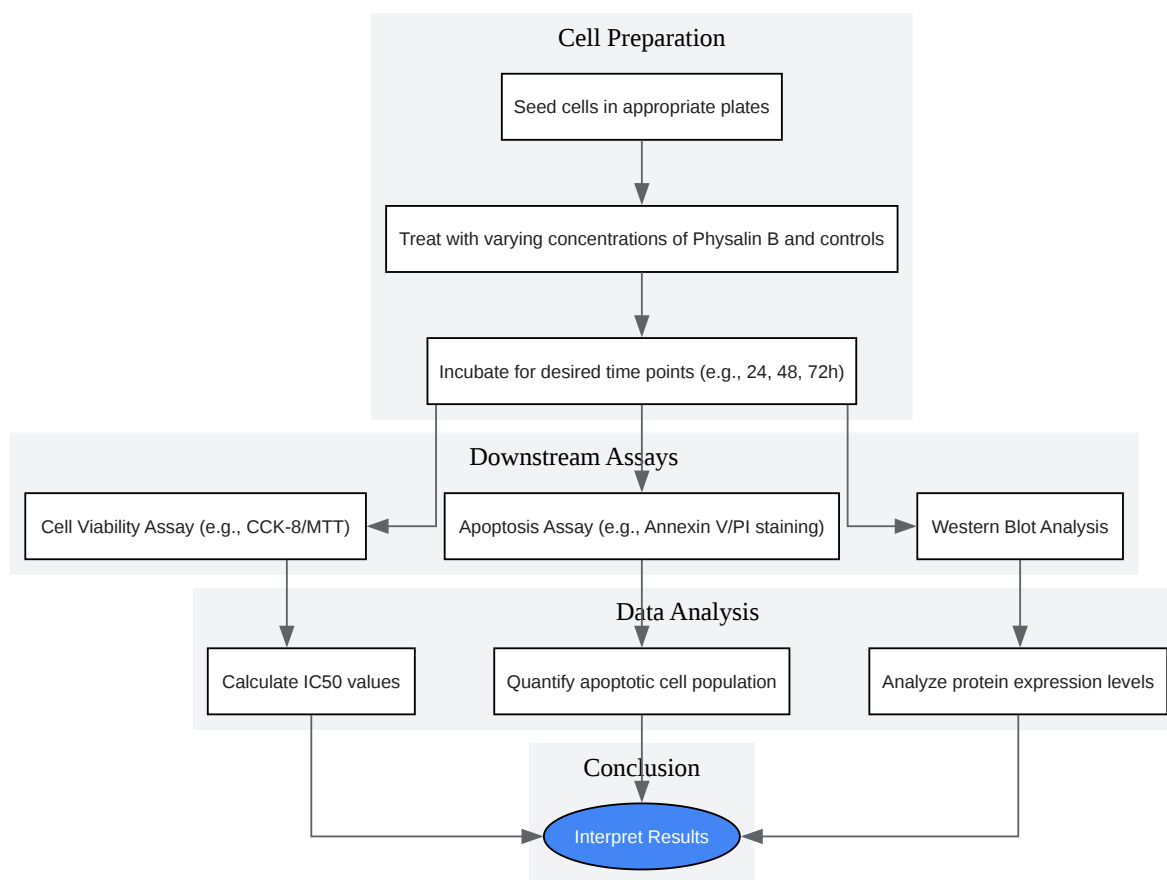 Cell Preparation
Seed cells in appropriate plates
Treat with varying concentrations of Physalin B and controls
Incubate for desired time points (e.g., 24, 48, 72h)
Downstream Assays
Cell Viability Assay (e.g., CCK-8/MTT)
Apoptosis Assay (e.g., Annexin V/PI staining)
Western Blot Analysis
Data Analysis
Calculate IC50 values
Quantify apoptotic cell population
Analyze protein expression levels
Conclusion
Interpret Results